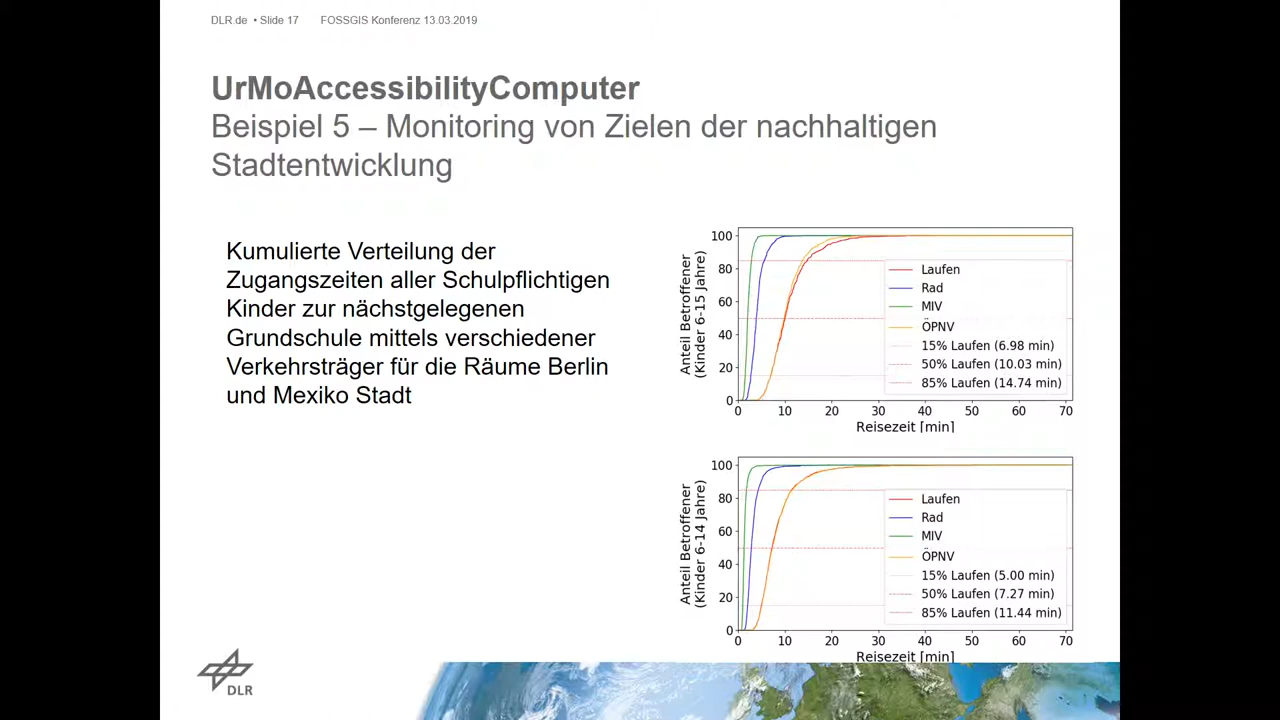 DLR.de • Slide 17 FOSSGIS Konferenz 13.03.2019
UrMoAccessibilityComputer
Beispiel 5 – Monitoring von Zielen der nachhaltigen
Stadtentwicklung
Kumulierte Verteilung der
Zugangszeiten aller Schulpflichtigen
Kinder zur nächstgelegenen
Grundschule mittels verschiedener
Verkehrsträger für die Räume Berlin
und Mexiko Stadt
Anteil Betroffener
(Kinder 6-15 Jahre)
100
80
60
40
20
0
Laufen
Rad
MIV
ÖPNV
15% Laufen (6.98 min)
50% Laufen (10.03 min)
85% Laufen (14.74 min)
0 10 20 30 40 50 60 70
Reisezeit [min]
Anteil Betroffener
(Kinder 6-14 Jahre)
100
80
60
40
20
0
Laufen
Rad
MIV
ÖPNV
15% Laufen (5.00 min)
50% Laufen (7.27 min)
85% Laufen (11.44 min)
0 10 20 30 40 50 60 70
Reisezeit [min]
DLR